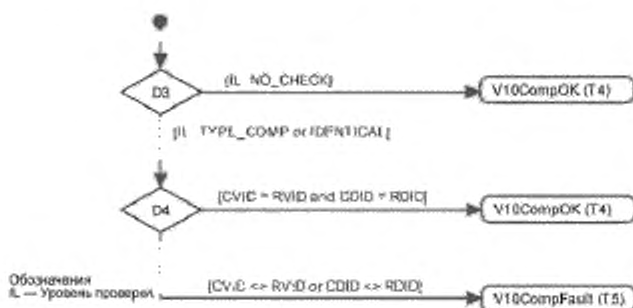 D3
[IL NO_CHECK]
V10CompOK (T4)
[IL TYPE_COMP or IDENTICAL]
D4
[CVID = RVID and CDID = RDID]
V10CompOK (T4)
Обозначения
IL — Уровень проверки.
[CVID <> RVID or CDID <> RDID]
V10CompFault (T5)